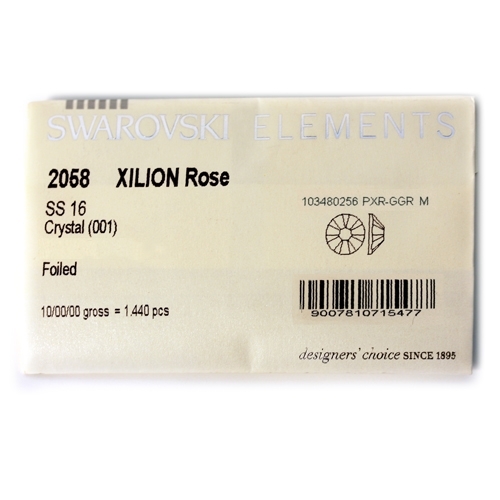 SWAROVSKI ELEMENTS
2058 XILION Rose
SS 16
Crystal (001)
Foiled
10/00/00 gross = 1.440 pcs
103480256 PXR-GGR M
9007810715477
designers' choice SINCE 1895